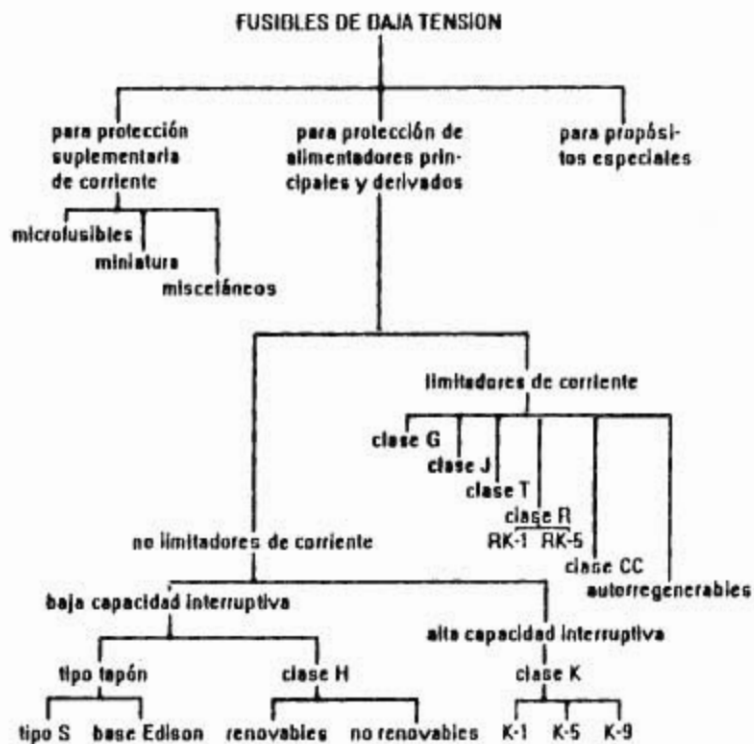 FUSIBLES DE BAJA TENSION
para protección
suplementaria
de corriente
para protección de
alimentadores prin-
cipales y derivados
para propósi-
tos especiales
microfusibles
miniatura
misceláneos
limitadores de corriente
clase G
clase J
clase T
clase R
RK-1 RK-5
clase CC
autorregenerables
no limitadores de corriente
baja capacidad interruptiva
alta capacidad interruptiva
tipo tapón
clase H
clase K
tipo S
base Edison
renovables
no renovables
K-1
K-5
K-9